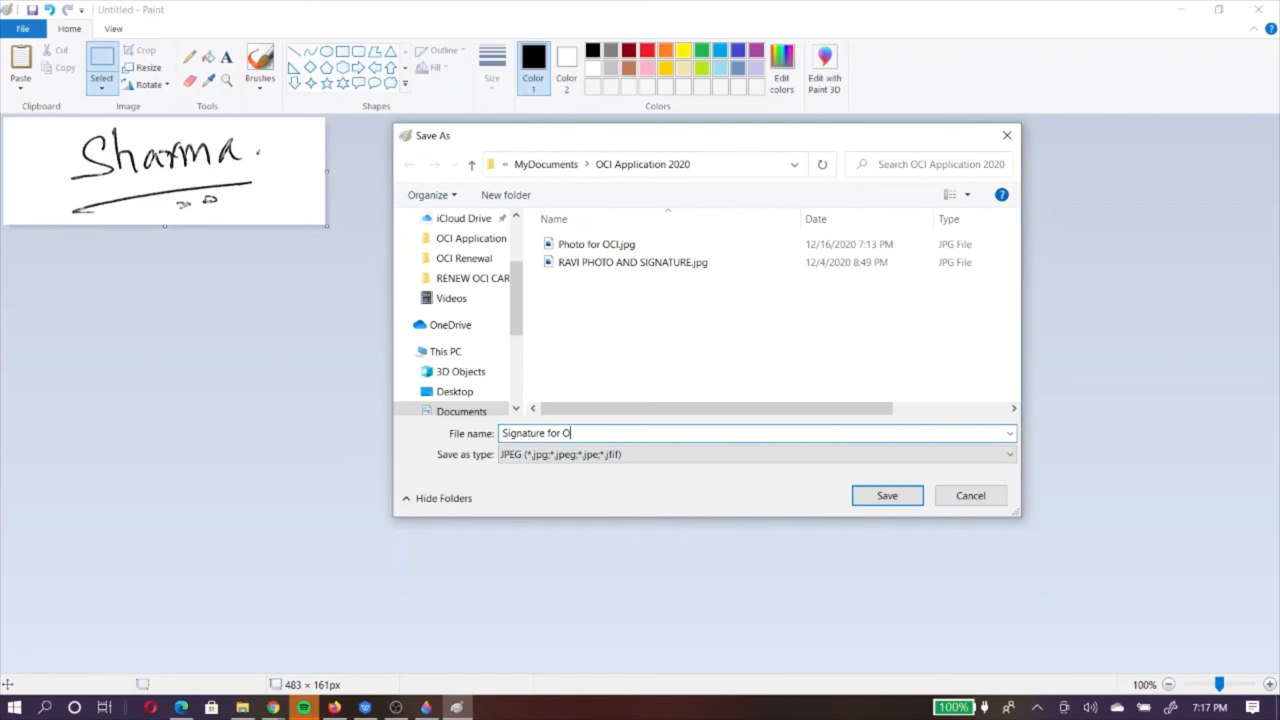 Untitled - Paint
File
Home
View
Paste
Cut
Copy
Clipboard
Select
Crop
Resize
Rotate
Image
Tools
Brushes
Shapes
Outline
Fill
Size
Color 1
Color 2
Colors
Edit colors
Edit with Paint 3D
Sharma.
Save As
« MyDocuments > OCI Application 2020
Search OCI Application 2020
Organize
New folder
Name
Date
Type
iCloud Drive
OCI Application
OCI Renewal
RENEW OCI CAR
Videos
OneDrive
This PC
3D Objects
Desktop
Documents
Photo for OCI.jpg 12/16/2020 7:13 PM JPG File
RAVI PHOTO AND SIGNATURE.jpg 12/4/2020 8:49 PM JPG File
File name: Signature for O
Save as type: JPEG (*.jpg;*.jpeg;*.jpe;*.jfif)
Hide Folders
Save
Cancel
483 × 161px
100%
100%
7:17 PM